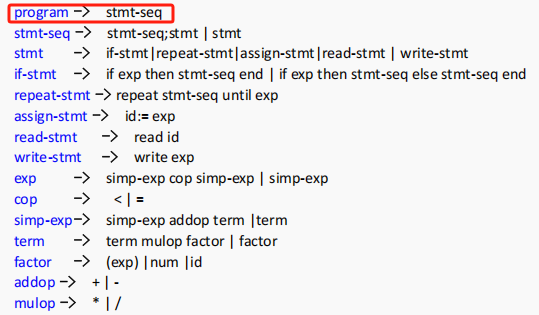 program -> stmt-seq
stmt-seq -> stmt-seq;stmt | stmt
stmt -> if-stmt|repeat-stmt|assign-stmt|read-stmt | write-stmt
if-stmt -> if exp then stmt-seq end | if exp then stmt-seq else stmt-seq end
repeat-stmt -> repeat stmt-seq until exp
assign-stmt -> id:= exp
read-stmt -> read id
write-stmt -> write exp
exp -> simp-exp cop simp-exp | simp-exp
cop -> < | =
simp-exp -> simp-exp addop term |term
term -> term mulop factor | factor
factor -> (exp) |num |id
addop -> + | -
mulop -> * | /